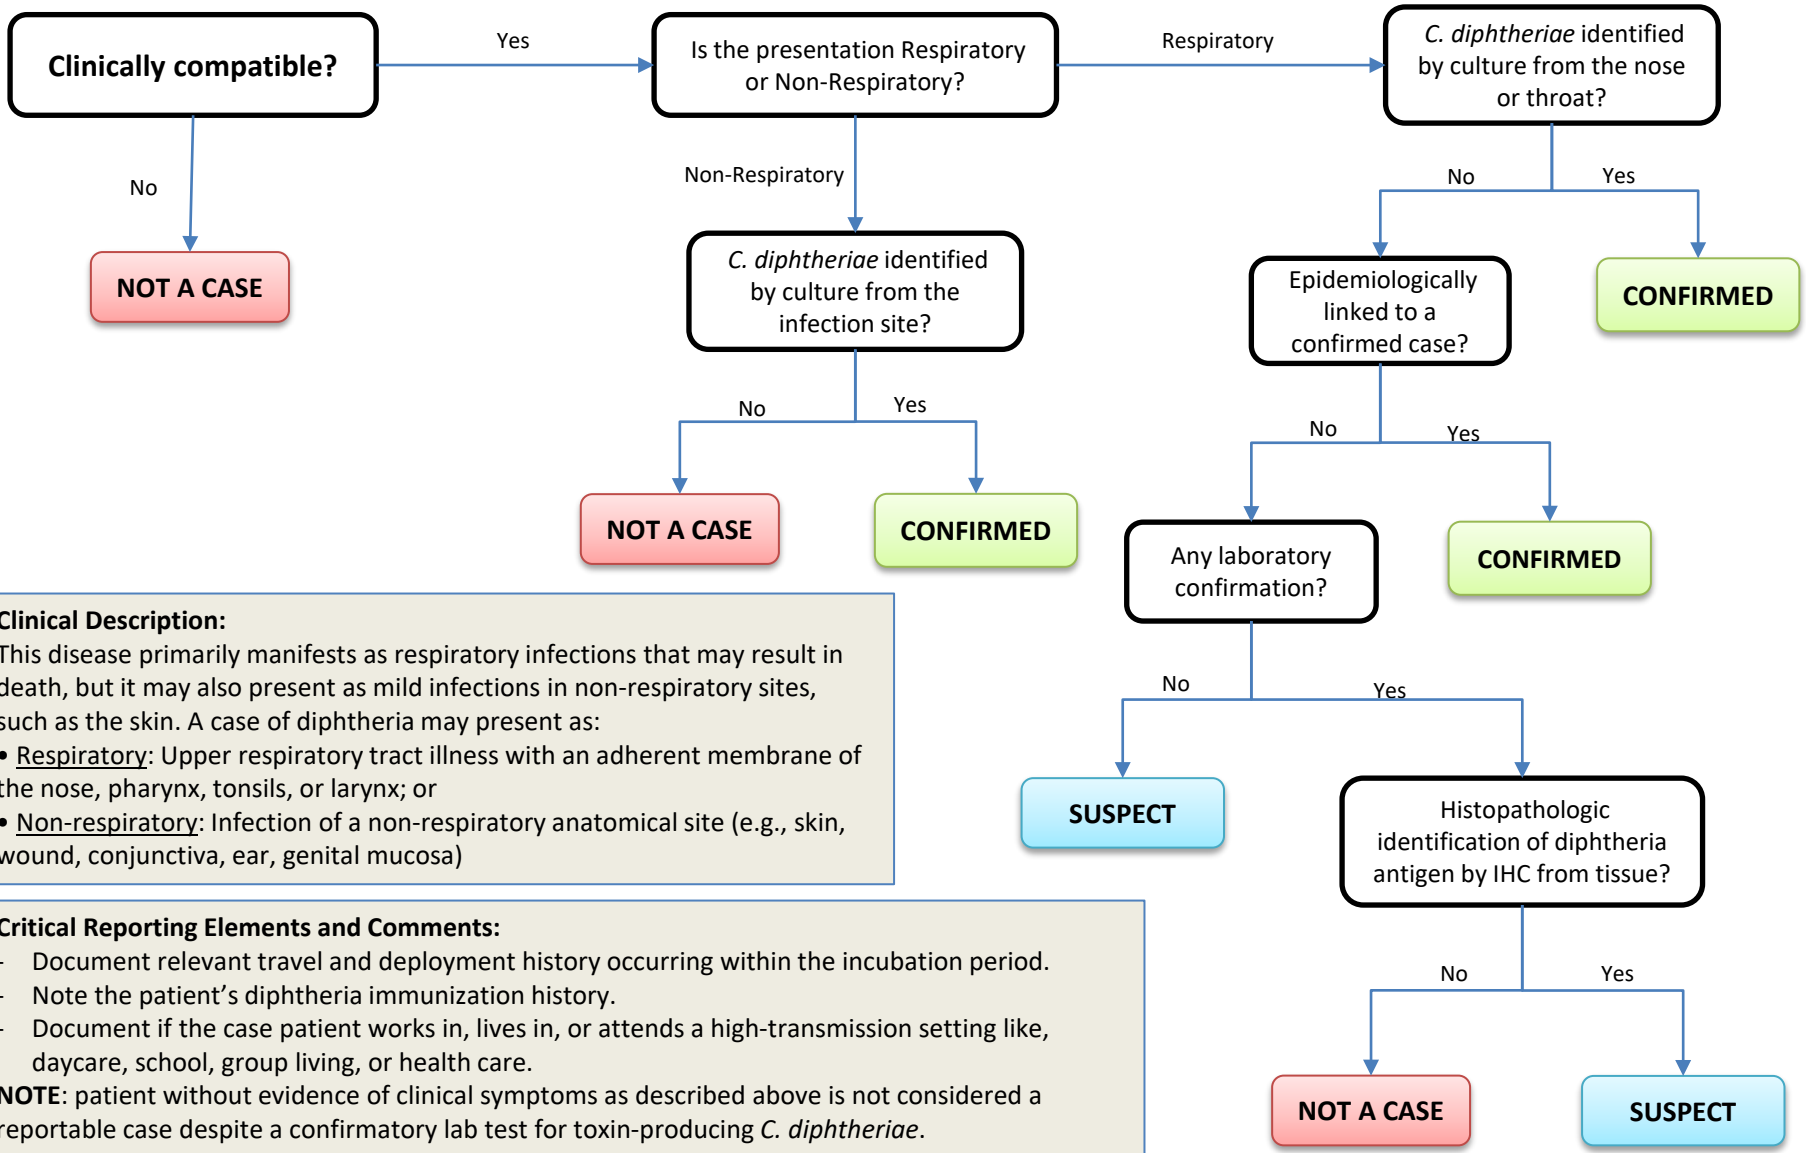 Clinically compatible?
Yes
Is the presentation Respiratory
or Non-Respiratory?
Respiratory
C. diphtheriae identified
by culture from the nose
or throat?
No
NOT A CASE
Non-Respiratory
C. diphtheriae identified
by culture from the
infection site?
No
Yes
NOT A CASE
CONFIRMED
No
Yes
Epidemiologically
linked to a
confirmed case?
CONFIRMED
No
Yes
Any laboratory
confirmation?
CONFIRMED
No
Yes
SUSPECT
Histopathologic
identification of diphtheria
antigen by IHC from tissue?
No
Yes
NOT A CASE
SUSPECT
Clinical Description:
This disease primarily manifests as respiratory infections that may result in
death, but it may also present as mild infections in non-respiratory sites,
such as the skin. A case of diphtheria may present as:
• Respiratory: Upper respiratory tract illness with an adherent membrane of
the nose, pharynx, tonsils, or larynx; or
• Non-respiratory: Infection of a non-respiratory anatomical site (e.g., skin,
wound, conjunctiva, ear, genital mucosa)
Critical Reporting Elements and Comments:
- Document relevant travel and deployment history occurring within the incubation period.
- Note the patient’s diphtheria immunization history.
- Document if the case patient works in, lives in, or attends a high-transmission setting like,
daycare, school, group living, or health care.
NOTE: patient without evidence of clinical symptoms as described above is not considered a
reportable case despite a confirmatory lab test for toxin-producing C. diphtheriae.